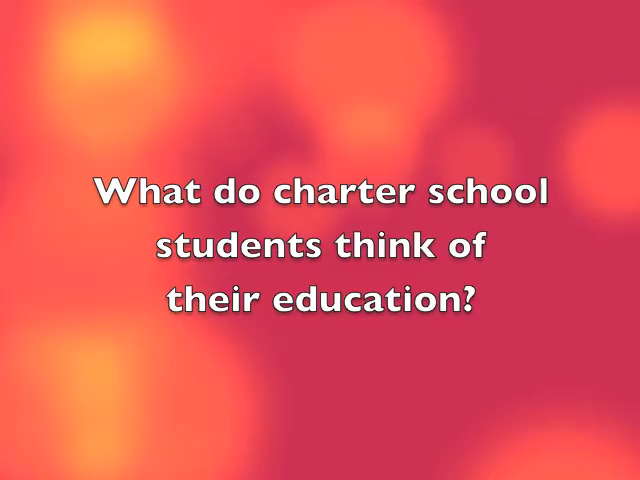 What do charter school
students think of
their education?